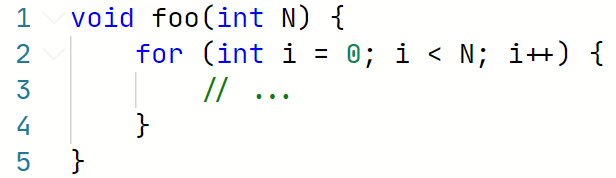 1 void foo(int N) {
2     for (int i = 0; i < N; i++) {
3         // ...
4     }
5 }